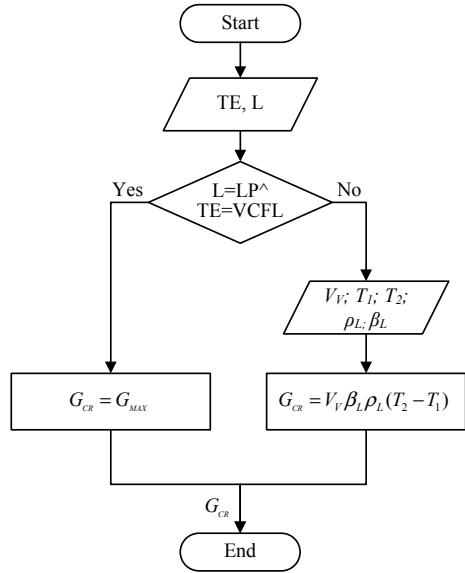 Start
TE, L
L=LP^
TE=VCFL
Yes
No
V_V; T_1; T_2;
ρ_L; β_L
G_CR = G_MAX
G_CR = V_V β_L ρ_L (T_2 − T_1)
G_CR
End